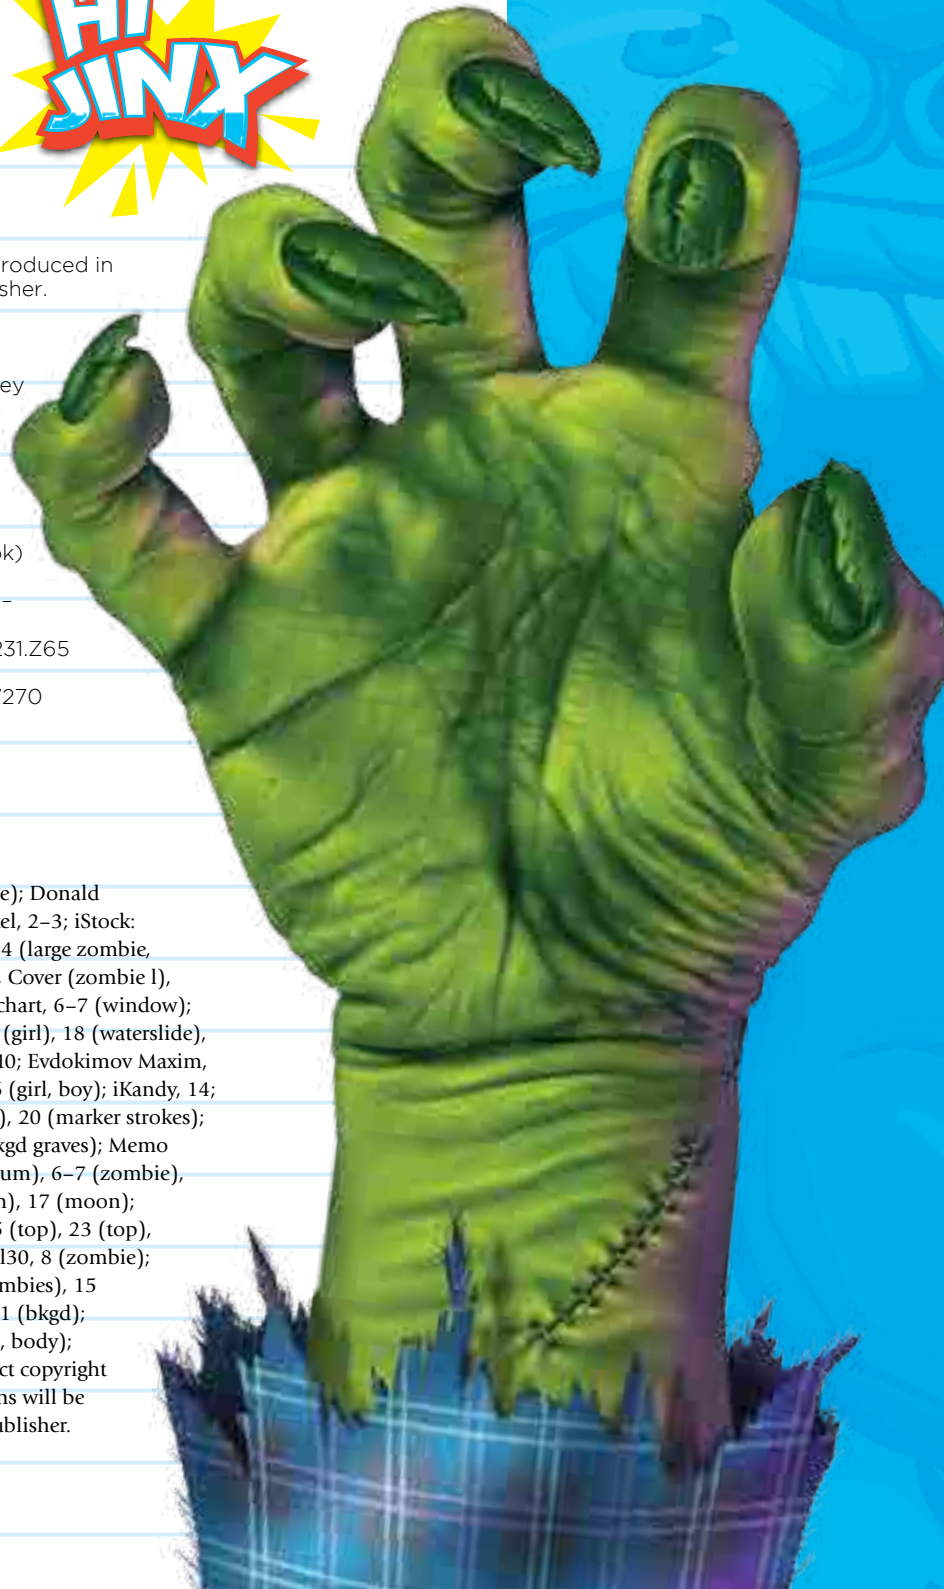 HI
JINX
roduced in
sher.
ey
k)
–
231.Z65
7270
e); Donald
el, 2–3; iStock:
4 (large zombie,
Cover (zombie l),
chart, 6–7 (window);
(girl), 18 (waterslide),
10; Evdokimov Maxim,
(girl, boy); iKandy, 14;
), 20 (marker strokes);
kgd graves); Memo
um), 6–7 (zombie),
n), 17 (moon);
5 (top), 23 (top),
l30, 8 (zombie);
mbies), 15
1 (bkgd);
, body);
ct copyright
ns will be
ublisher.